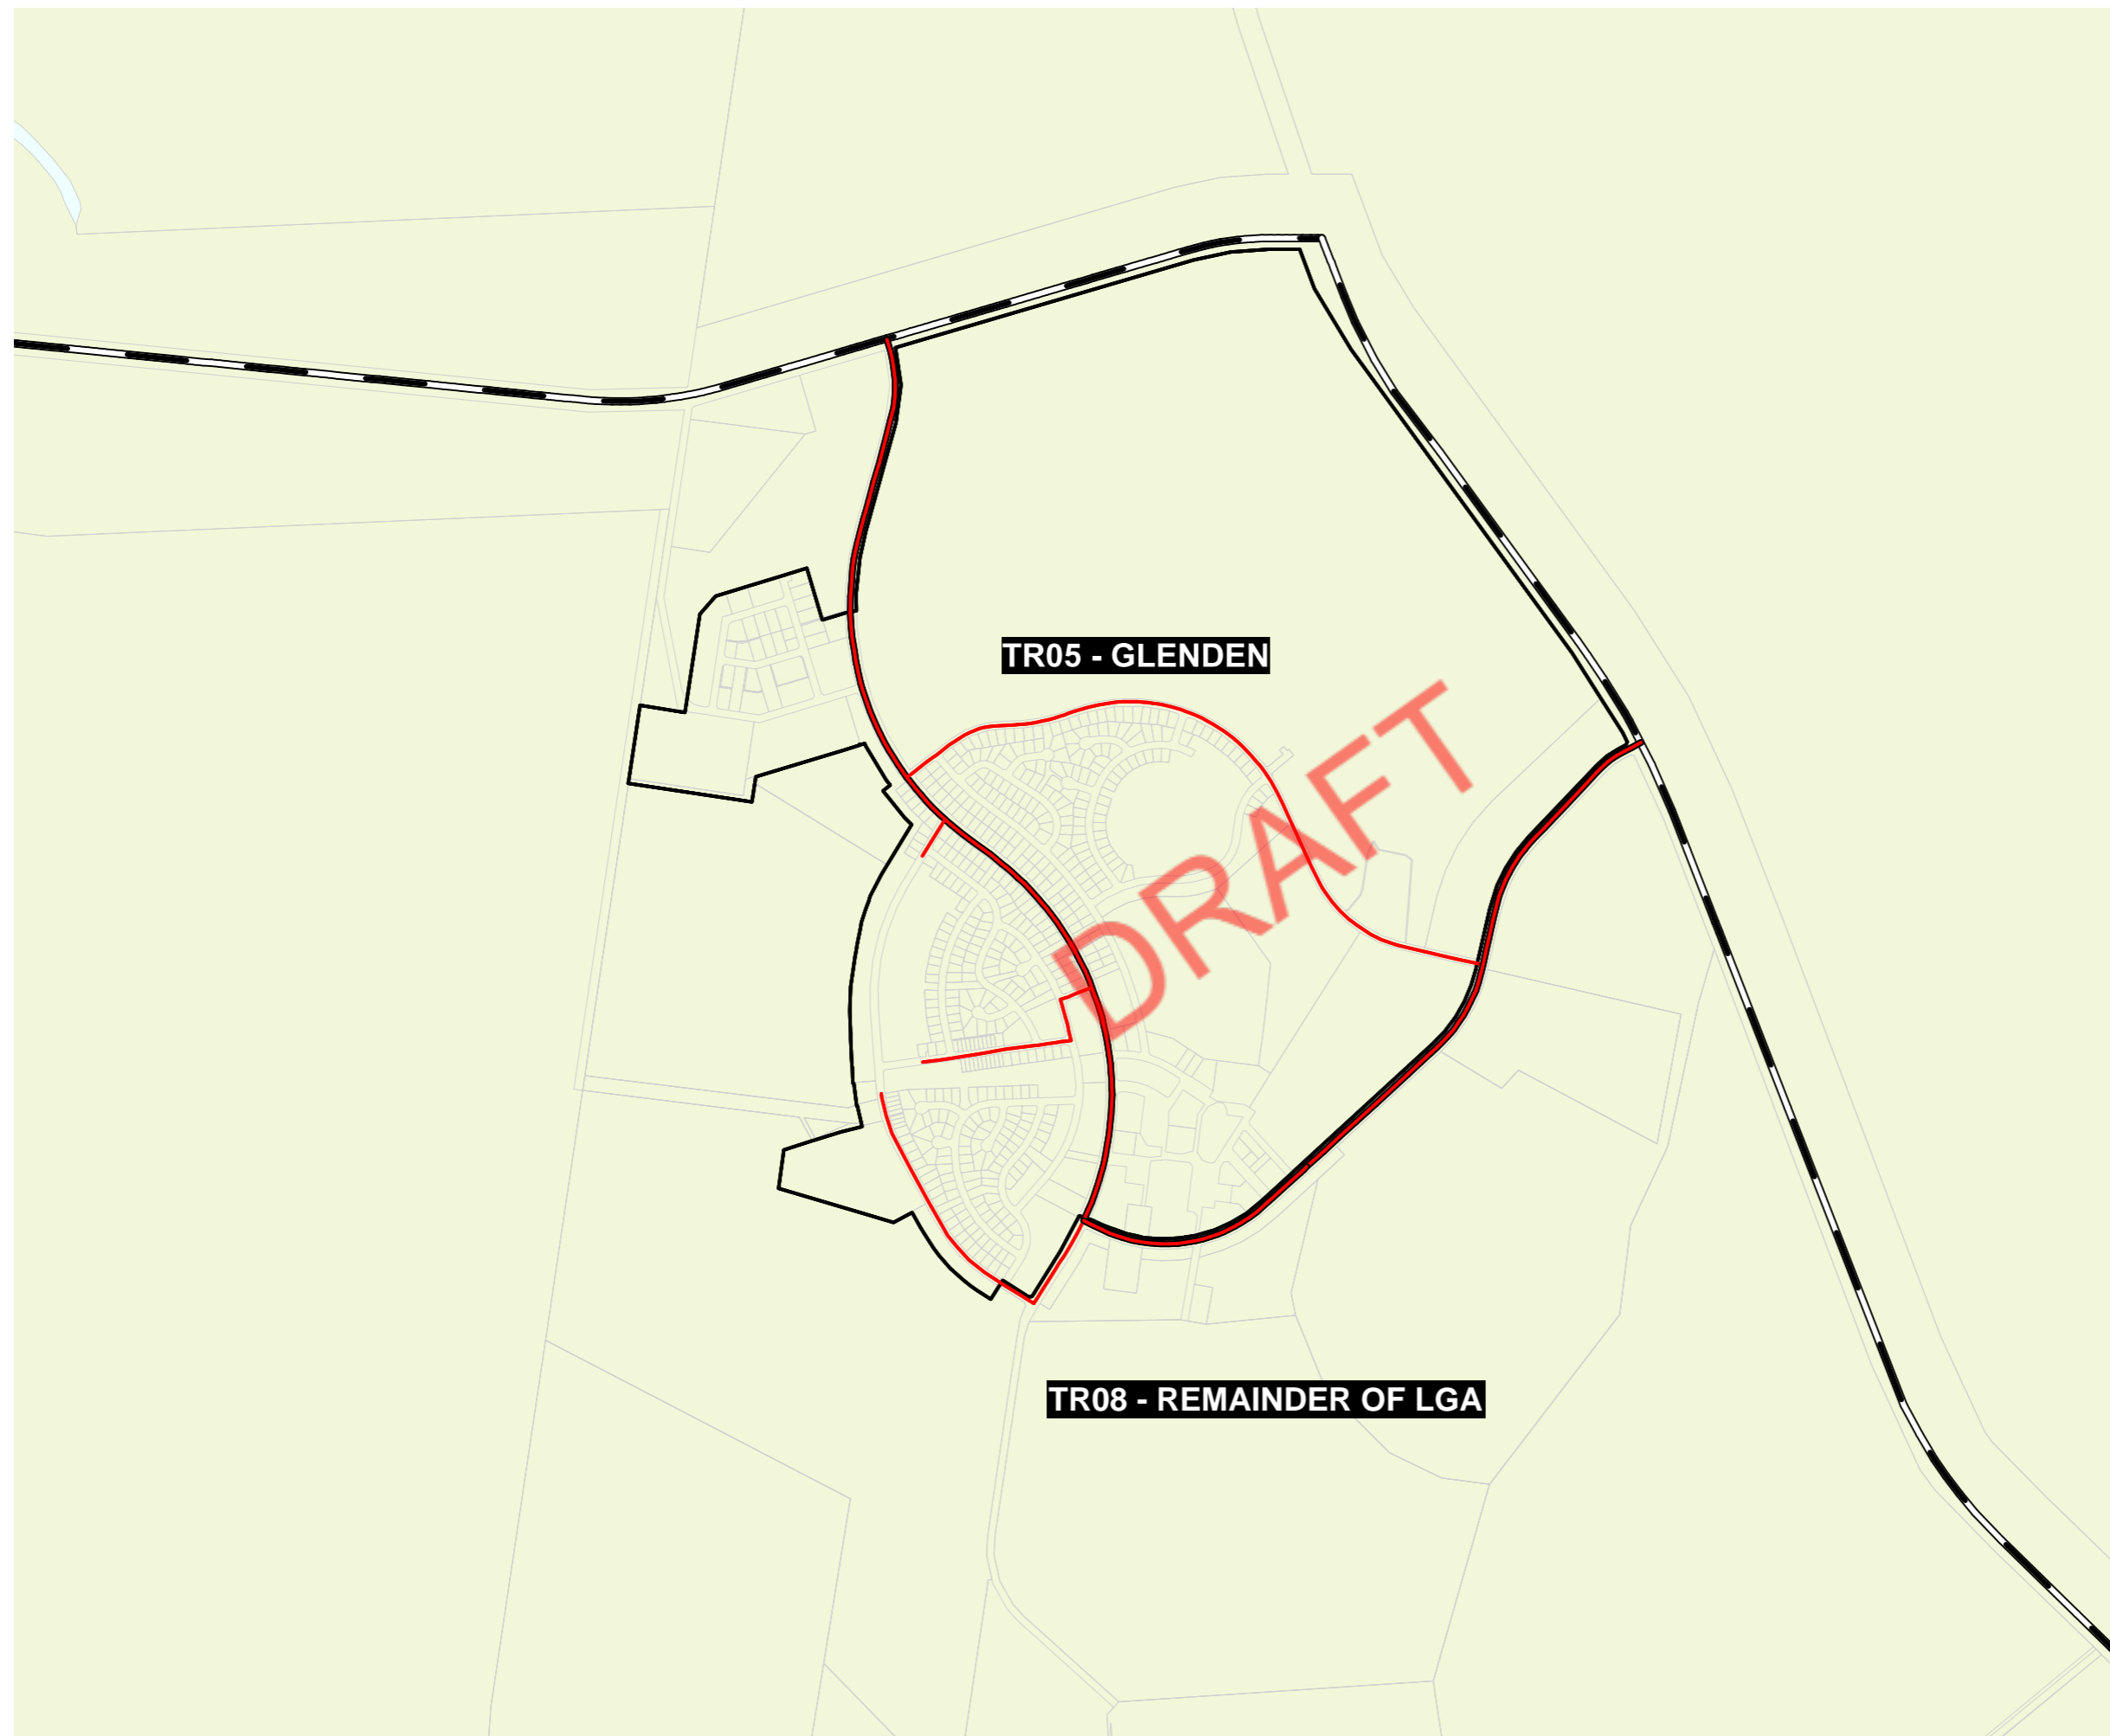 TR05 - GLENDEN
DRAFT
TR08 - REMAINDER OF LGA